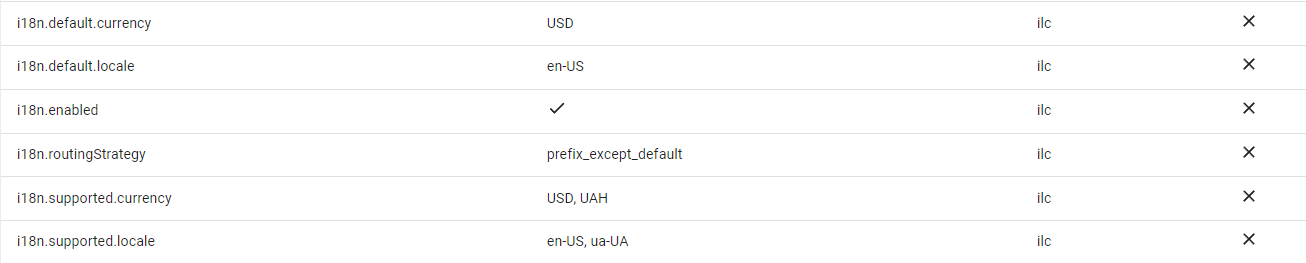 i18n.default.currency USD ilc
i18n.default.locale en-US ilc
i18n.enabled ilc
i18n.routingStrategy prefix_except_default ilc
i18n.supported.currency USD, UAH ilc
i18n.supported.locale en-US, ua-UA ilc